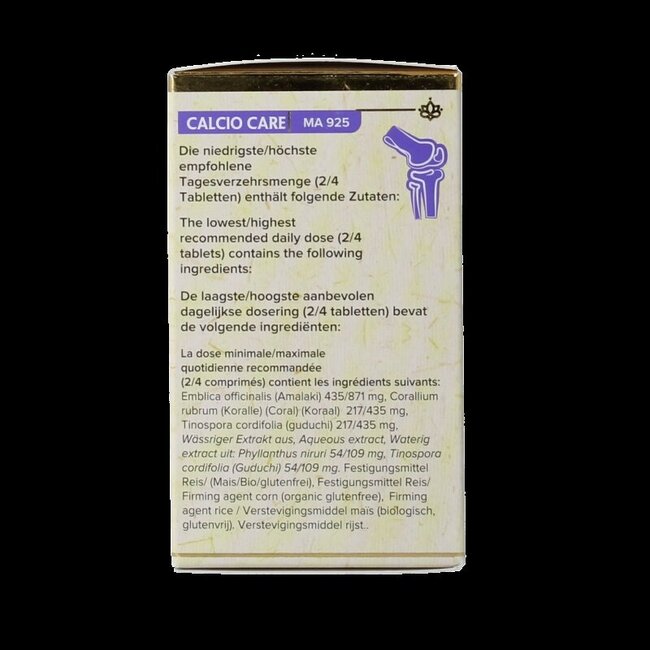 CALCIO CARE MA 925
Die niedrigste/höchste
empfohlene
Tagesverzehrsmenge (2/4
Tabletten) enthält folgende Zutaten:
The lowest/highest
recommended daily dose (2/4
tablets) contains the following
ingredients:
De laagste/hoogste aanbevolen
dagelijkse dosering (2/4 tabletten) bevat
de volgende ingrediënten:
La dose minimale/maximale
quotidienne recommandée
(2/4 comprimés) contient les ingrédients suivants:
Emblica officinalis (Amalaki) 435/871 mg, Corallium
rubrum (Koralle) (Coral) (Koraal) 217/435 mg,
Tinospora cordifolia (guduchi) 217/435 mg,
Wässriger Extrakt aus, Aqueous extract, Waterig
extract uit: Phyllanthus niruri 54/109 mg, Tinospora
cordifolia (Guduchi) 54/109 mg. Festigungsmittel
Reis/ (Mais/Bio/glutenfrei), Festigungsmittel Reis/
Firming agent corn (organic glutenfree), Firming
agent rice / Verstevigingsmiddel maïs (biologisch,
glutenvrij). Verstevigingsmiddel rijst..